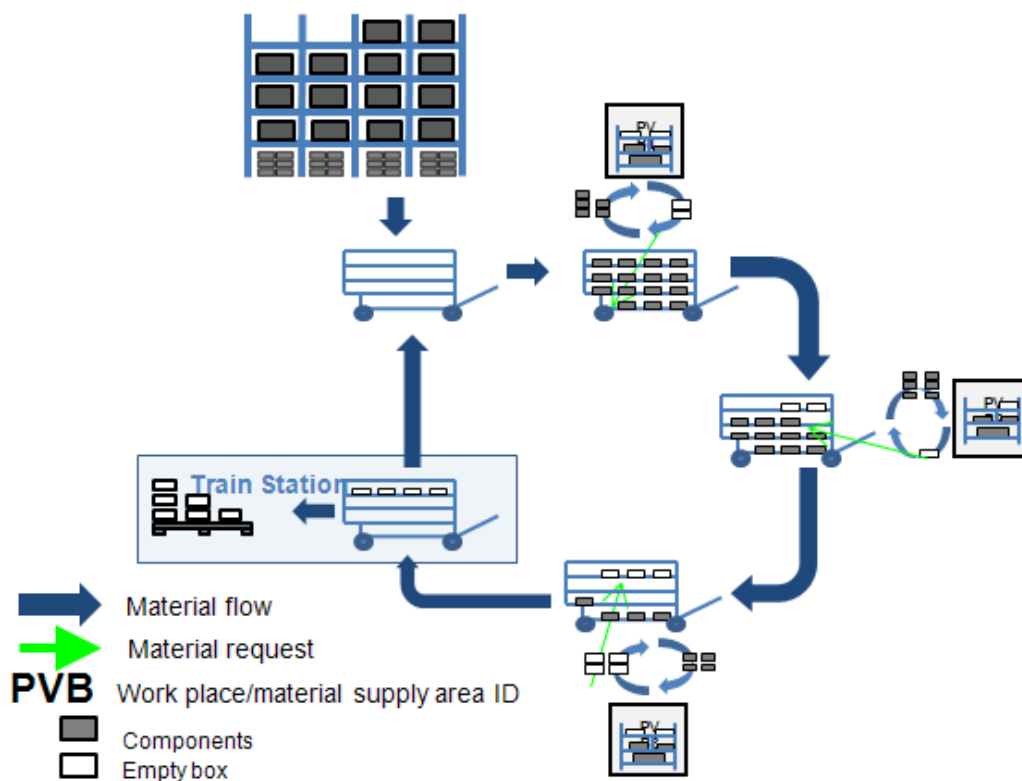 PV
PV
Train Station
Material flow
Material request
PVB Work place/material supply area ID
PV
Components
Empty box